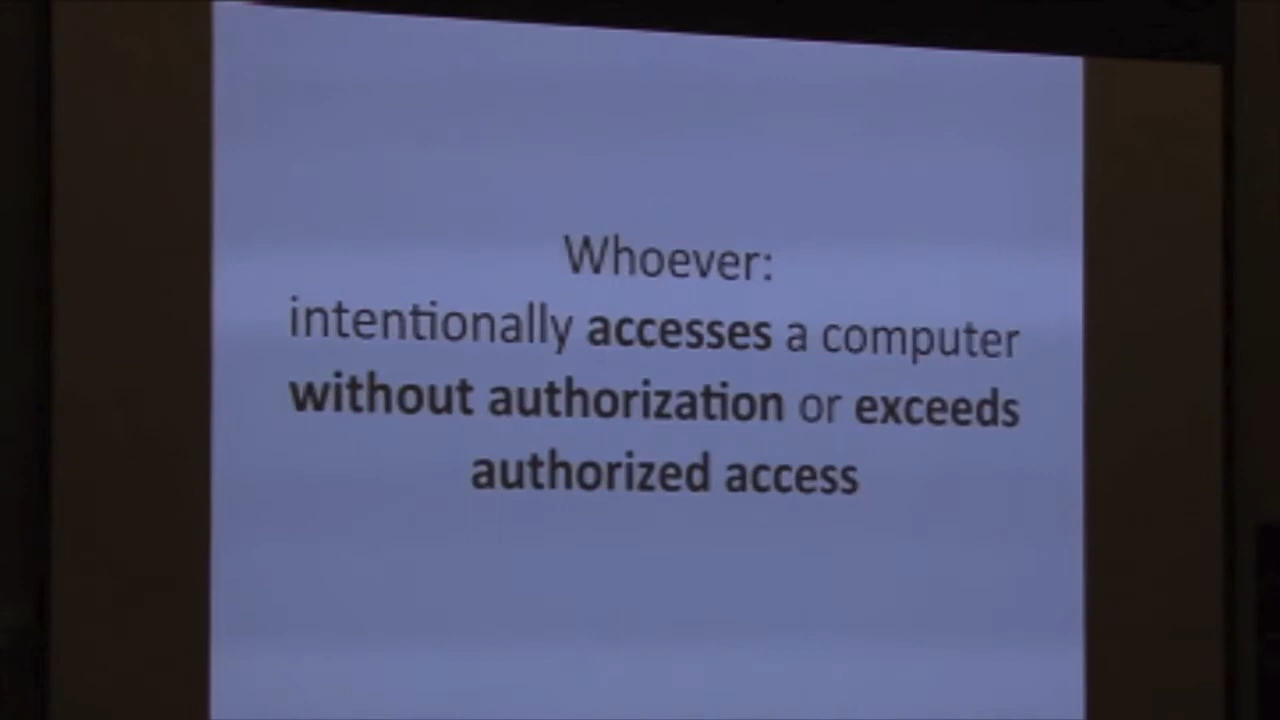 Whoever:
intentionally accesses a computer
without authorization or exceeds
authorized access